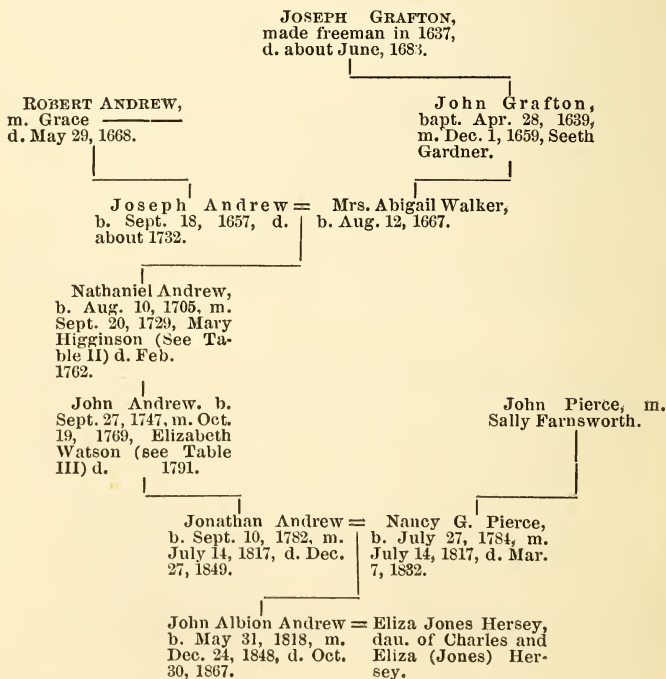 JOSEPH GRAFTON,
made freeman in 1637,
d. about June, 1683.
ROBERT ANDREW,
m. Grace ———
d. May 29, 1668.
John Grafton,
bapt. Apr. 28, 1639,
m. Dec. 1, 1659, Seeth
Gardner.
Joseph Andrew =
b. Sept. 18, 1657, d.
about 1732.
Mrs. Abigail Walker,
b. Aug. 12, 1667.
Nathaniel Andrew,
b. Aug. 10, 1705, m.
Sept. 20, 1729, Mary
Higginson (See Ta-
ble II) d. Feb.
1762.
John Andrew. b.
Sept. 27, 1747, m. Oct.
19, 1769, Elizabeth
Watson (see Table
III) d. 1791.
John Pierce, m.
Sally Farnsworth.
Jonathan Andrew =
b. Sept. 10, 1782, m.
July 14, 1817, d. Dec.
27, 1849.
Nancy G. Pierce,
b. July 27, 1784, m.
July 14, 1817, d. Mar.
7, 1832.
John Albion Andrew =
b. May 31, 1818, m.
Dec. 24, 1848, d. Oct.
30, 1867.
Eliza Jones Hersey,
dau. of Charles and
Eliza (Jones) Her-
sey.